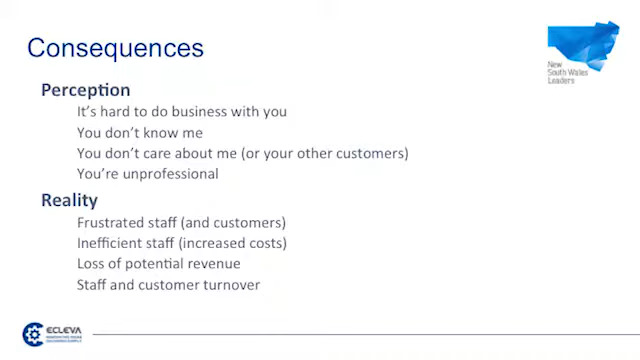 Consequences
New
South Wales
Leaders
Perception
It's hard to do business with you
You don't know me
You don't care about me (or your other customers)
You're unprofessional
Reality
Frustrated staff (and customers)
Inefficient staff (increased costs)
Loss of potential revenue
Staff and customer turnover
ECLEVA